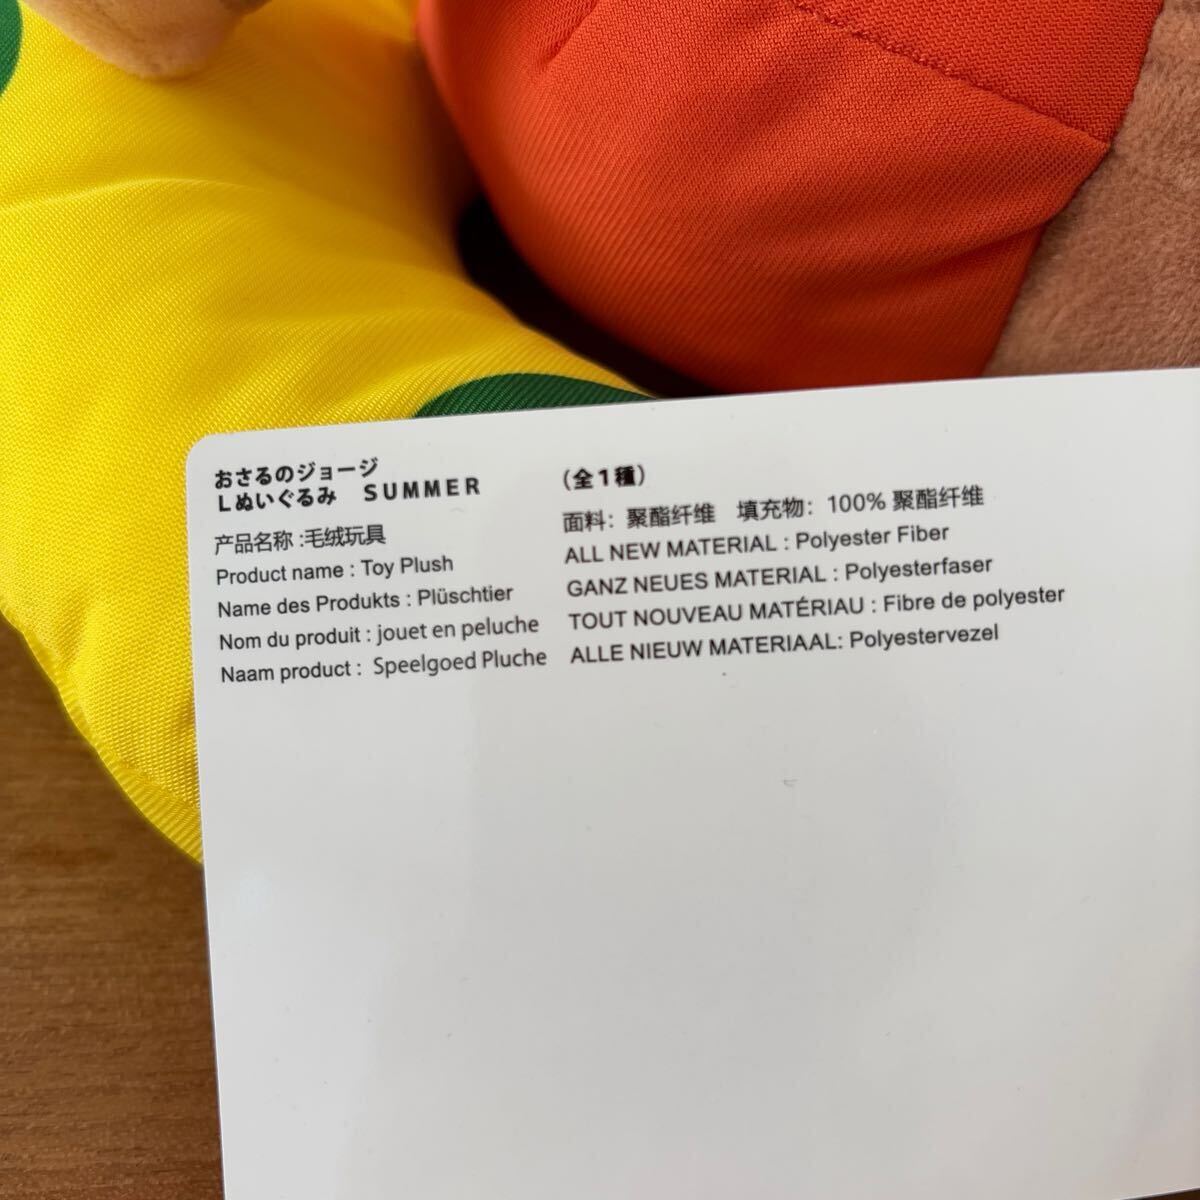 おさるのジョージ
Lぬいぐるみ　SUMMER
产品名称 :毛绒玩具
Product name : Toy Plush
Name des Produkts : Plüschtier
Nom du produit : jouet en peluche
Naam product : Speelgoed Pluche
(全1種)
面料: 聚酯纤维　填充物: 100% 聚酯纤维
ALL NEW MATERIAL : Polyester Fiber
GANZ NEUES MATERIAL : Polyesterfaser
TOUT NOUVEAU MATÉRIAU : Fibre de polyester
ALLE NIEUW MATERIAAL: Polyestervezel